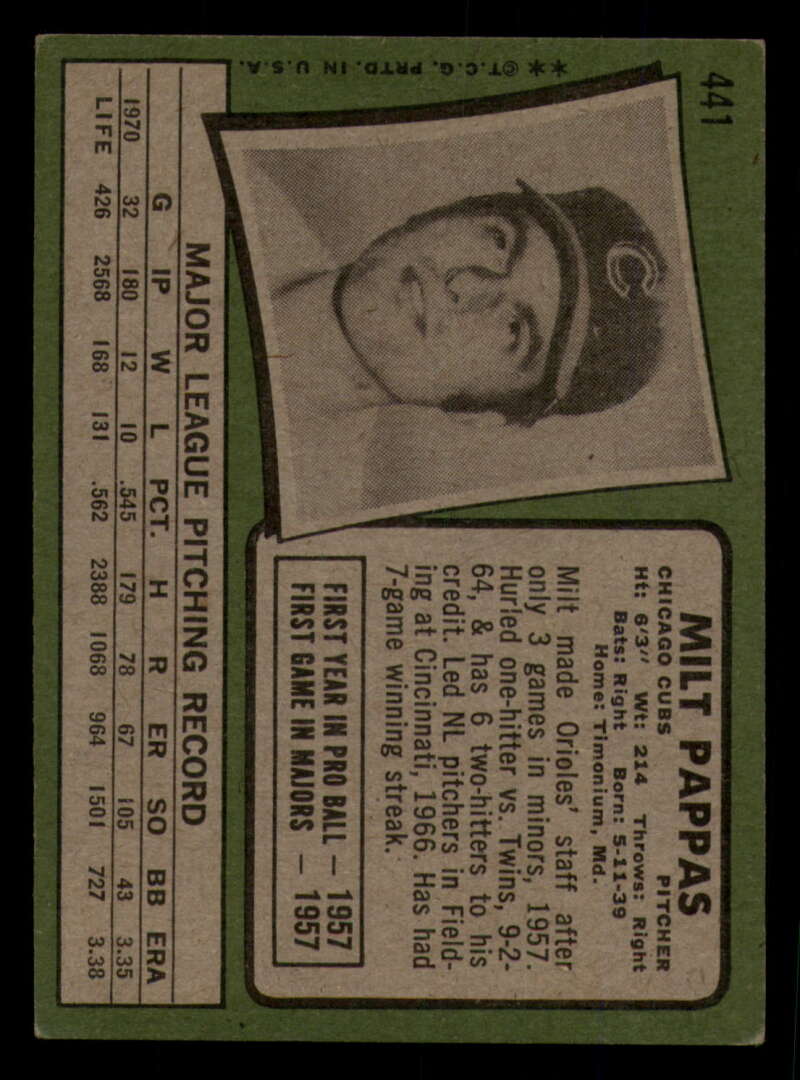 441
C
**©T.C.G. PRTD. IN U.S.A.
MILT PAPPAS
CHICAGO CUBS PITCHER
Ht: 6'3" Wt: 214 Throws: Right
Bats: Right Born: 5-11-39
Home: Timonium, Md.
Milt made Orioles' staff after
only 3 games in minors, 1957.
Hurled one-hitter vs. Twins, 9-2-
64, & has 6 two-hitters to his
credit. Led NL pitchers in Field-
ing at Cincinnati, 1966. Has had
7-game winning streak.
FIRST YEAR IN PRO BALL — 1957
FIRST GAME IN MAJORS — 1957
MAJOR LEAGUE PITCHING RECORD
G IP W L PCT. H R ER SO BB ERA
1970 32 180 12 10 .545 179 78 67 105 43 3.35
LIFE 426 2568 168 131 .562 2388 1068 964 1501 727 3.38